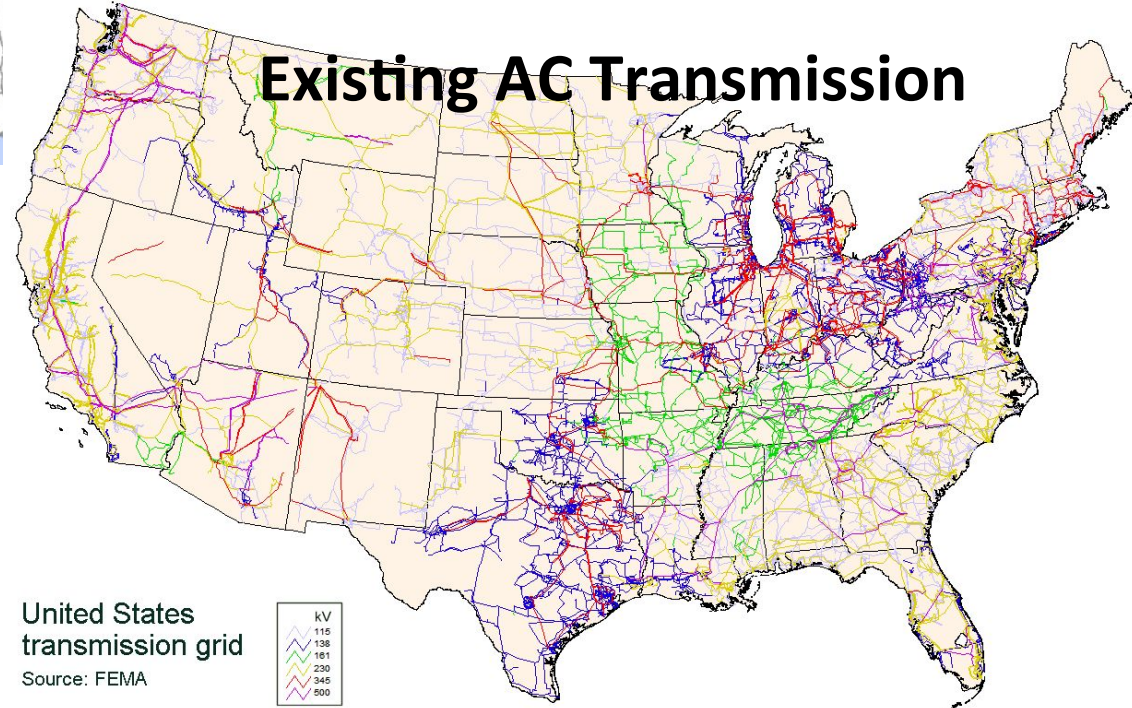 Existing AC Transmission
United States
transmission grid
Source: FEMA
kV
115
138
161
230
345
500